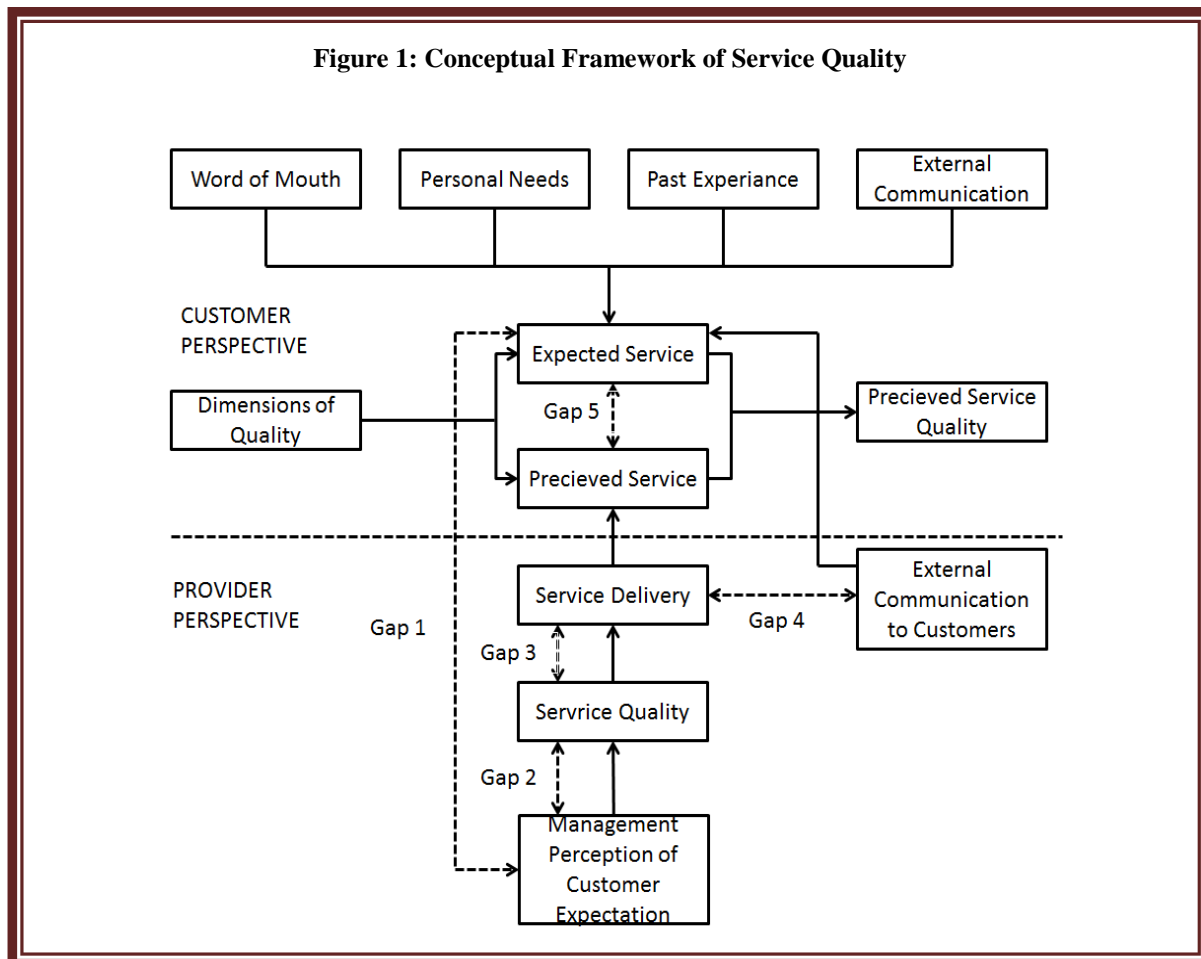 Figure 1: Conceptual Framework of Service Quality
Word of Mouth
Personal Needs
Past Experiance
External
Communication
CUSTOMER
PERSPECTIVE
Expected Service
Dimensions of
Quality
Gap 5
Precieved Service
Quality
Precieved Service
PROVIDER
PERSPECTIVE
Service Delivery
External
Communication
to Customers
Gap 4
Gap 1
Gap 3
Servrice Quality
Gap 2
Management
Perception of
Customer
Expectation